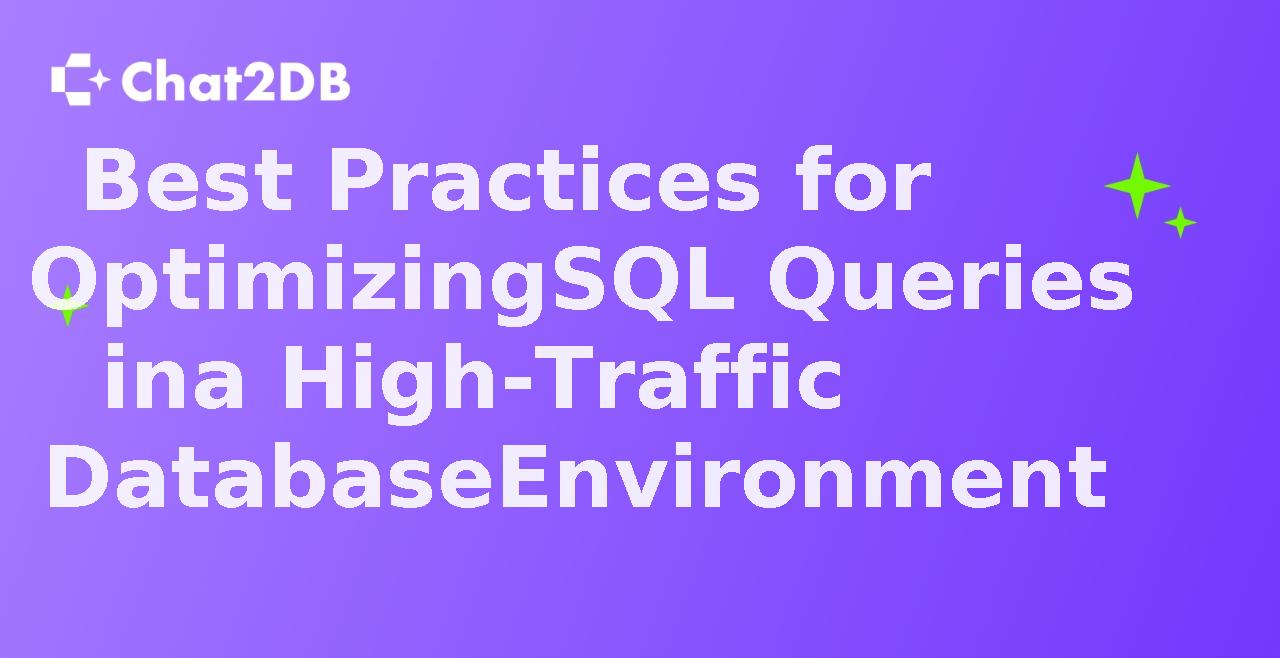 Chat2DB
Best Practices for
OptimizingSQL Queries
ina High-Traffic
DatabaseEnvironment